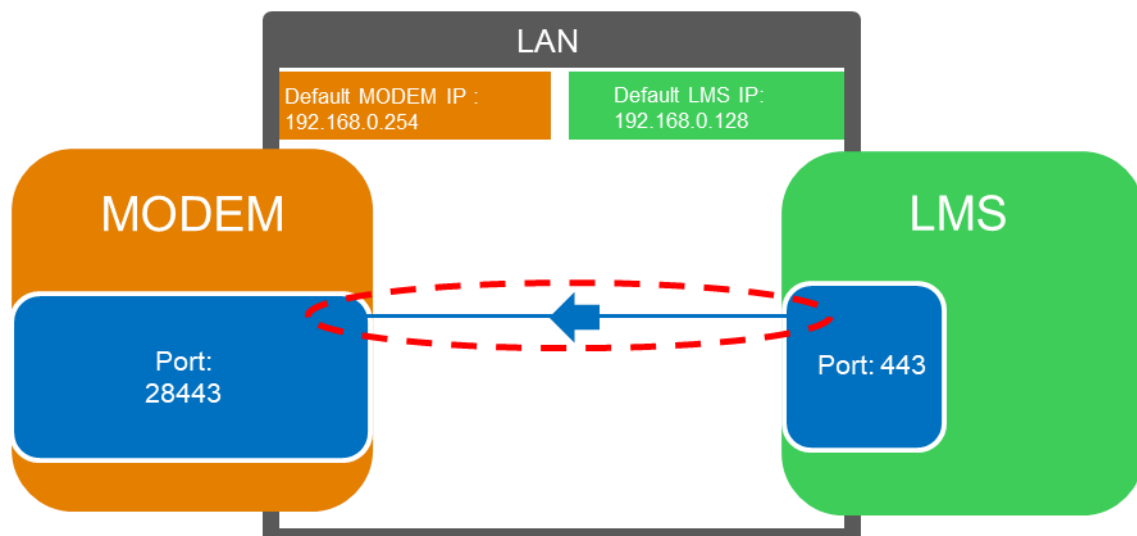 LAN
Default MODEM IP :
192.168.0.254
Default LMS IP:
192.168.0.128
MODEM
LMS
Port:
28443
Port: 443